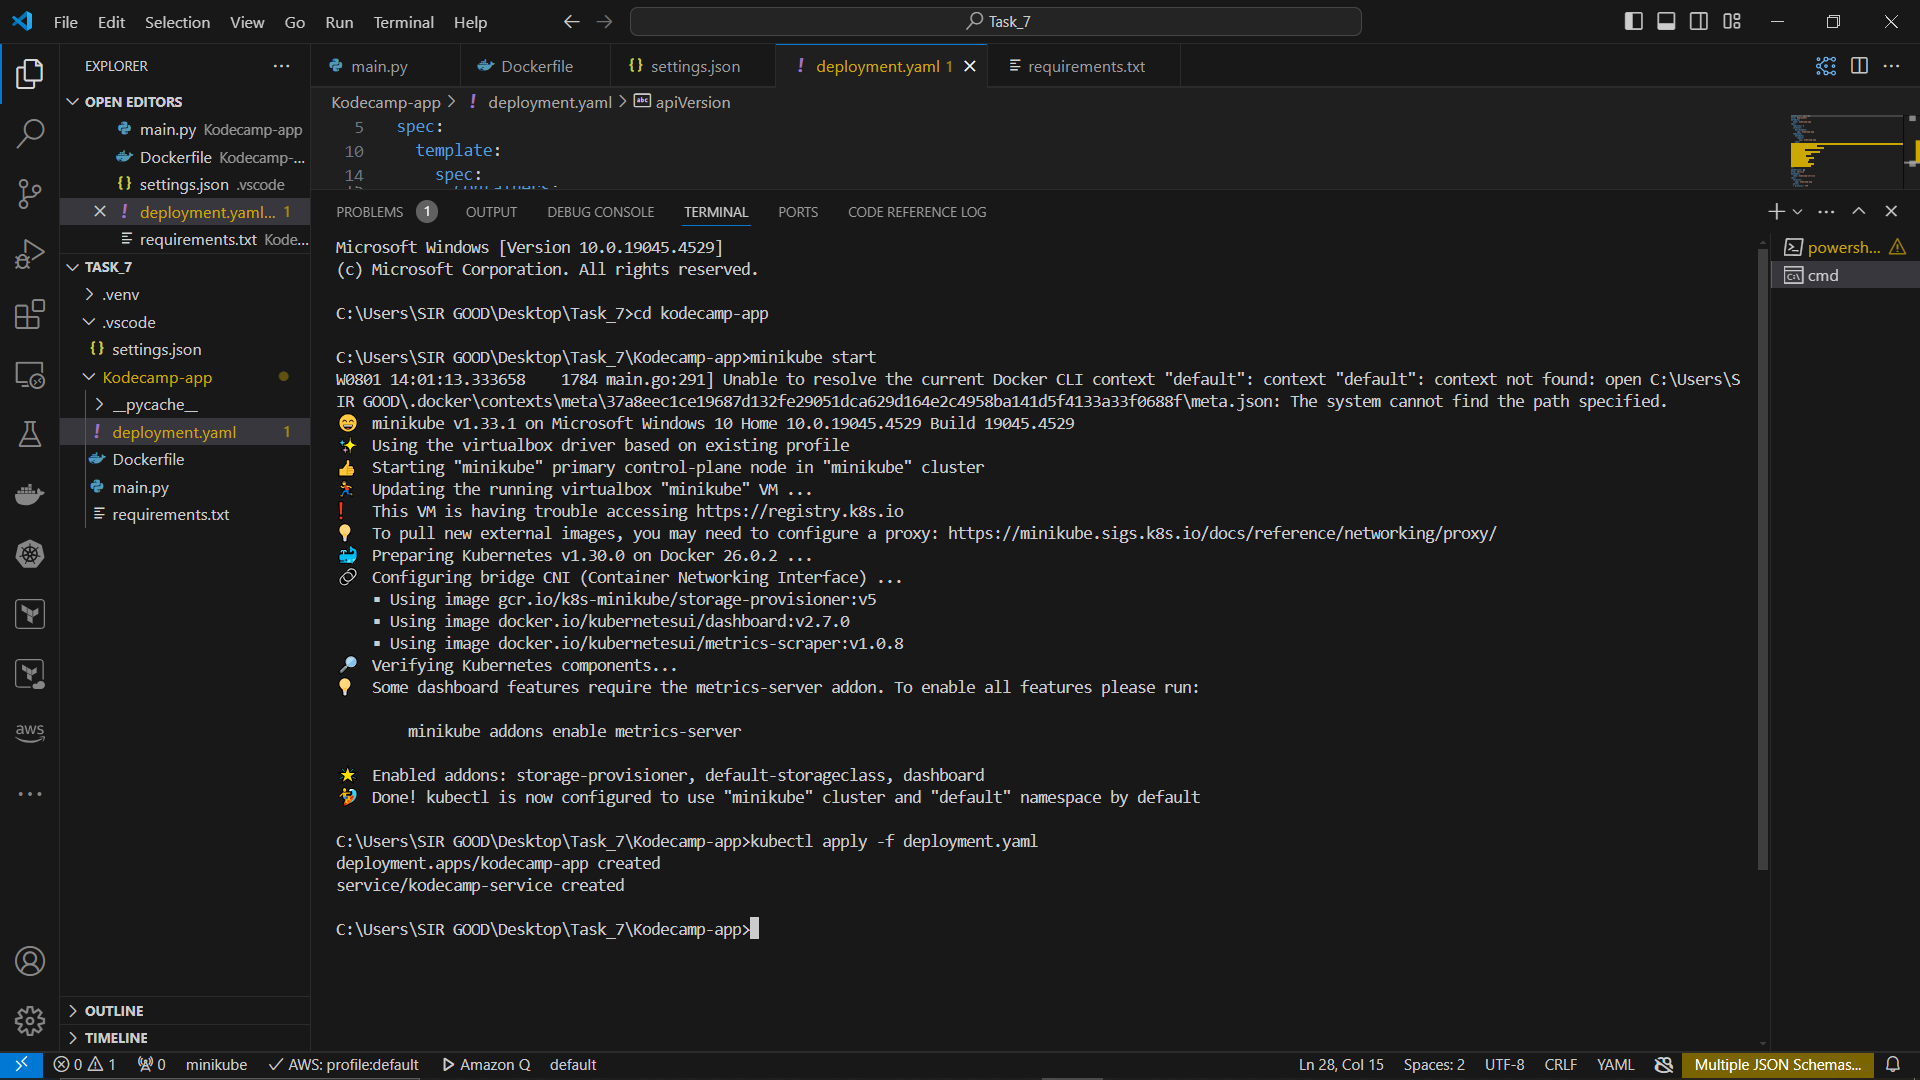 File Edit Selection View Go Run Terminal Help
Task_7
EXPLORER
OPEN EDITORS
main.py Kodecamp-app
Dockerfile Kodecamp-...
settings.json .vscode
! deployment.yaml... 1
requirements.txt Kode...
TASK_7
.venv
.vscode
settings.json
Kodecamp-app
__pycache__
! deployment.yaml 1
Dockerfile
main.py
requirements.txt
OUTLINE
TIMELINE
aws
main.py Dockerfile settings.json ! deployment.yaml 1 requirements.txt
Kodecamp-app > ! deployment.yaml > apiVersion
5 spec:
10 template:
14 spec:
PROBLEMS 1 OUTPUT DEBUG CONSOLE TERMINAL PORTS CODE REFERENCE LOG
powersh...
cmd
Microsoft Windows [Version 10.0.19045.4529]
(c) Microsoft Corporation. All rights reserved.
C:\Users\SIR GOOD\Desktop\Task_7>cd kodecamp-app
C:\Users\SIR GOOD\Desktop\Task_7\Kodecamp-app>minikube start
W0801 14:01:13.333658    1784 main.go:291] Unable to resolve the current Docker CLI context "default": context "default": context not found: open C:\Users\S
IR GOOD\.docker\contexts\meta\37a8eec1ce19687d132fe29051dca629d164e2c4958ba141d5f4133a33f0688f\meta.json: The system cannot find the path specified.
😄  minikube v1.33.1 on Microsoft Windows 10 Home 10.0.19045.4529 Build 19045.4529
✨  Using the virtualbox driver based on existing profile
👍  Starting "minikube" primary control-plane node in "minikube" cluster
🏃  Updating the running virtualbox "minikube" VM ...
❗  This VM is having trouble accessing https://registry.k8s.io
💡  To pull new external images, you may need to configure a proxy: https://minikube.sigs.k8s.io/docs/reference/networking/proxy/
🐳  Preparing Kubernetes v1.30.0 on Docker 26.0.2 ...
🔗  Configuring bridge CNI (Container Networking Interface) ...
▪ Using image gcr.io/k8s-minikube/storage-provisioner:v5
▪ Using image docker.io/kubernetesui/dashboard:v2.7.0
▪ Using image docker.io/kubernetesui/metrics-scraper:v1.0.8
🔎  Verifying Kubernetes components...
💡  Some dashboard features require the metrics-server addon. To enable all features please run:
minikube addons enable metrics-server
🌟  Enabled addons: storage-provisioner, default-storageclass, dashboard
🏄  Done! kubectl is now configured to use "minikube" cluster and "default" namespace by default
C:\Users\SIR GOOD\Desktop\Task_7\Kodecamp-app>kubectl apply -f deployment.yaml
deployment.apps/kodecamp-app created
service/kodecamp-service created
C:\Users\SIR GOOD\Desktop\Task_7\Kodecamp-app>
0 1 0 minikube AWS: profile:default Amazon Q default Ln 28, Col 15 Spaces: 2 UTF-8 CRLF YAML Multiple JSON Schemas...